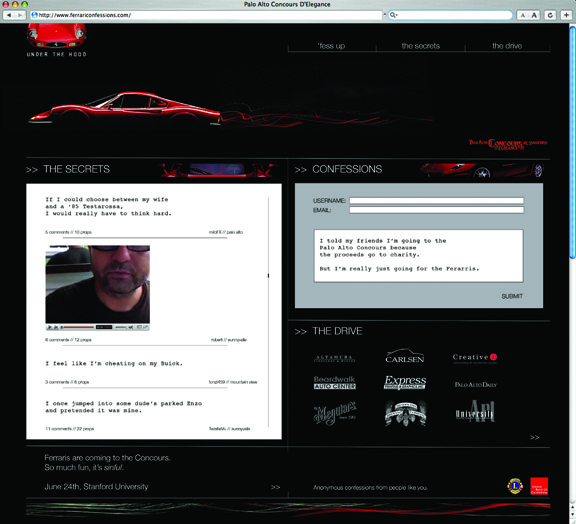 Palo Alto Concours D'Elegance
http://www.ferrariconfessions.com/
A A
UNDER THE HOOD
'fess up
the secrets
the drive
>> THE SECRETS
If I could choose between my wife
and a '85 Testarossa,
I would really have to think hard.
5 comments // 10 props
palo alto
6 comments // 12 props
robert // sunnyvale
I feel like I'm cheating on my Buick.
3 comments // 8 props
// mountain view
I once jumped into some dude's parked Enzo
and pretended it was mine.
11 comments // 22 props
// sunnyvale
>> CONFESSIONS
USERNAME:
EMAIL:
I told my friends I'm going to the
Palo Alto Concours because
the proceeds go to charity.
But I'm really just going for the Ferarris.
SUBMIT
>> THE DRIVE
ALTAMURA
CARLSEN
Creative
Boardwalk
AUTO CENTER
Express
PALO ALTO DAILY
Meguiar's
University Art
>>
Ferraris are coming to the Concours.
So much fun, it's sinful.
June 24th, Stanford University
>>
Anonymous confessions from people like you.